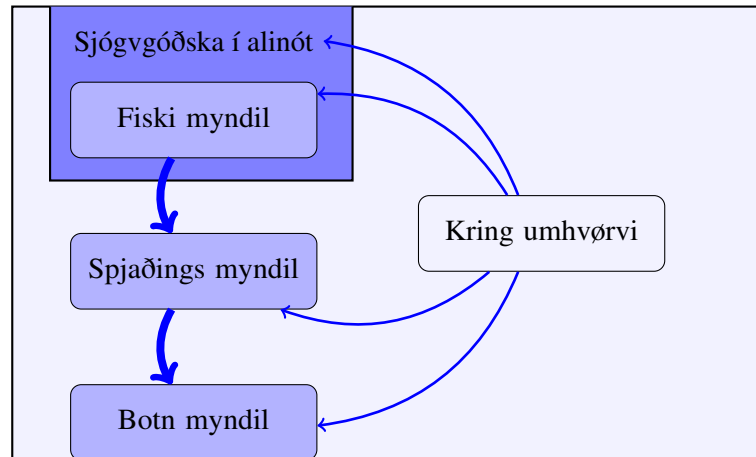 Sjógvgóðska í alinót
Fiski myndil
Kring umhvørvi
Spjaðings myndil
Botn myndil